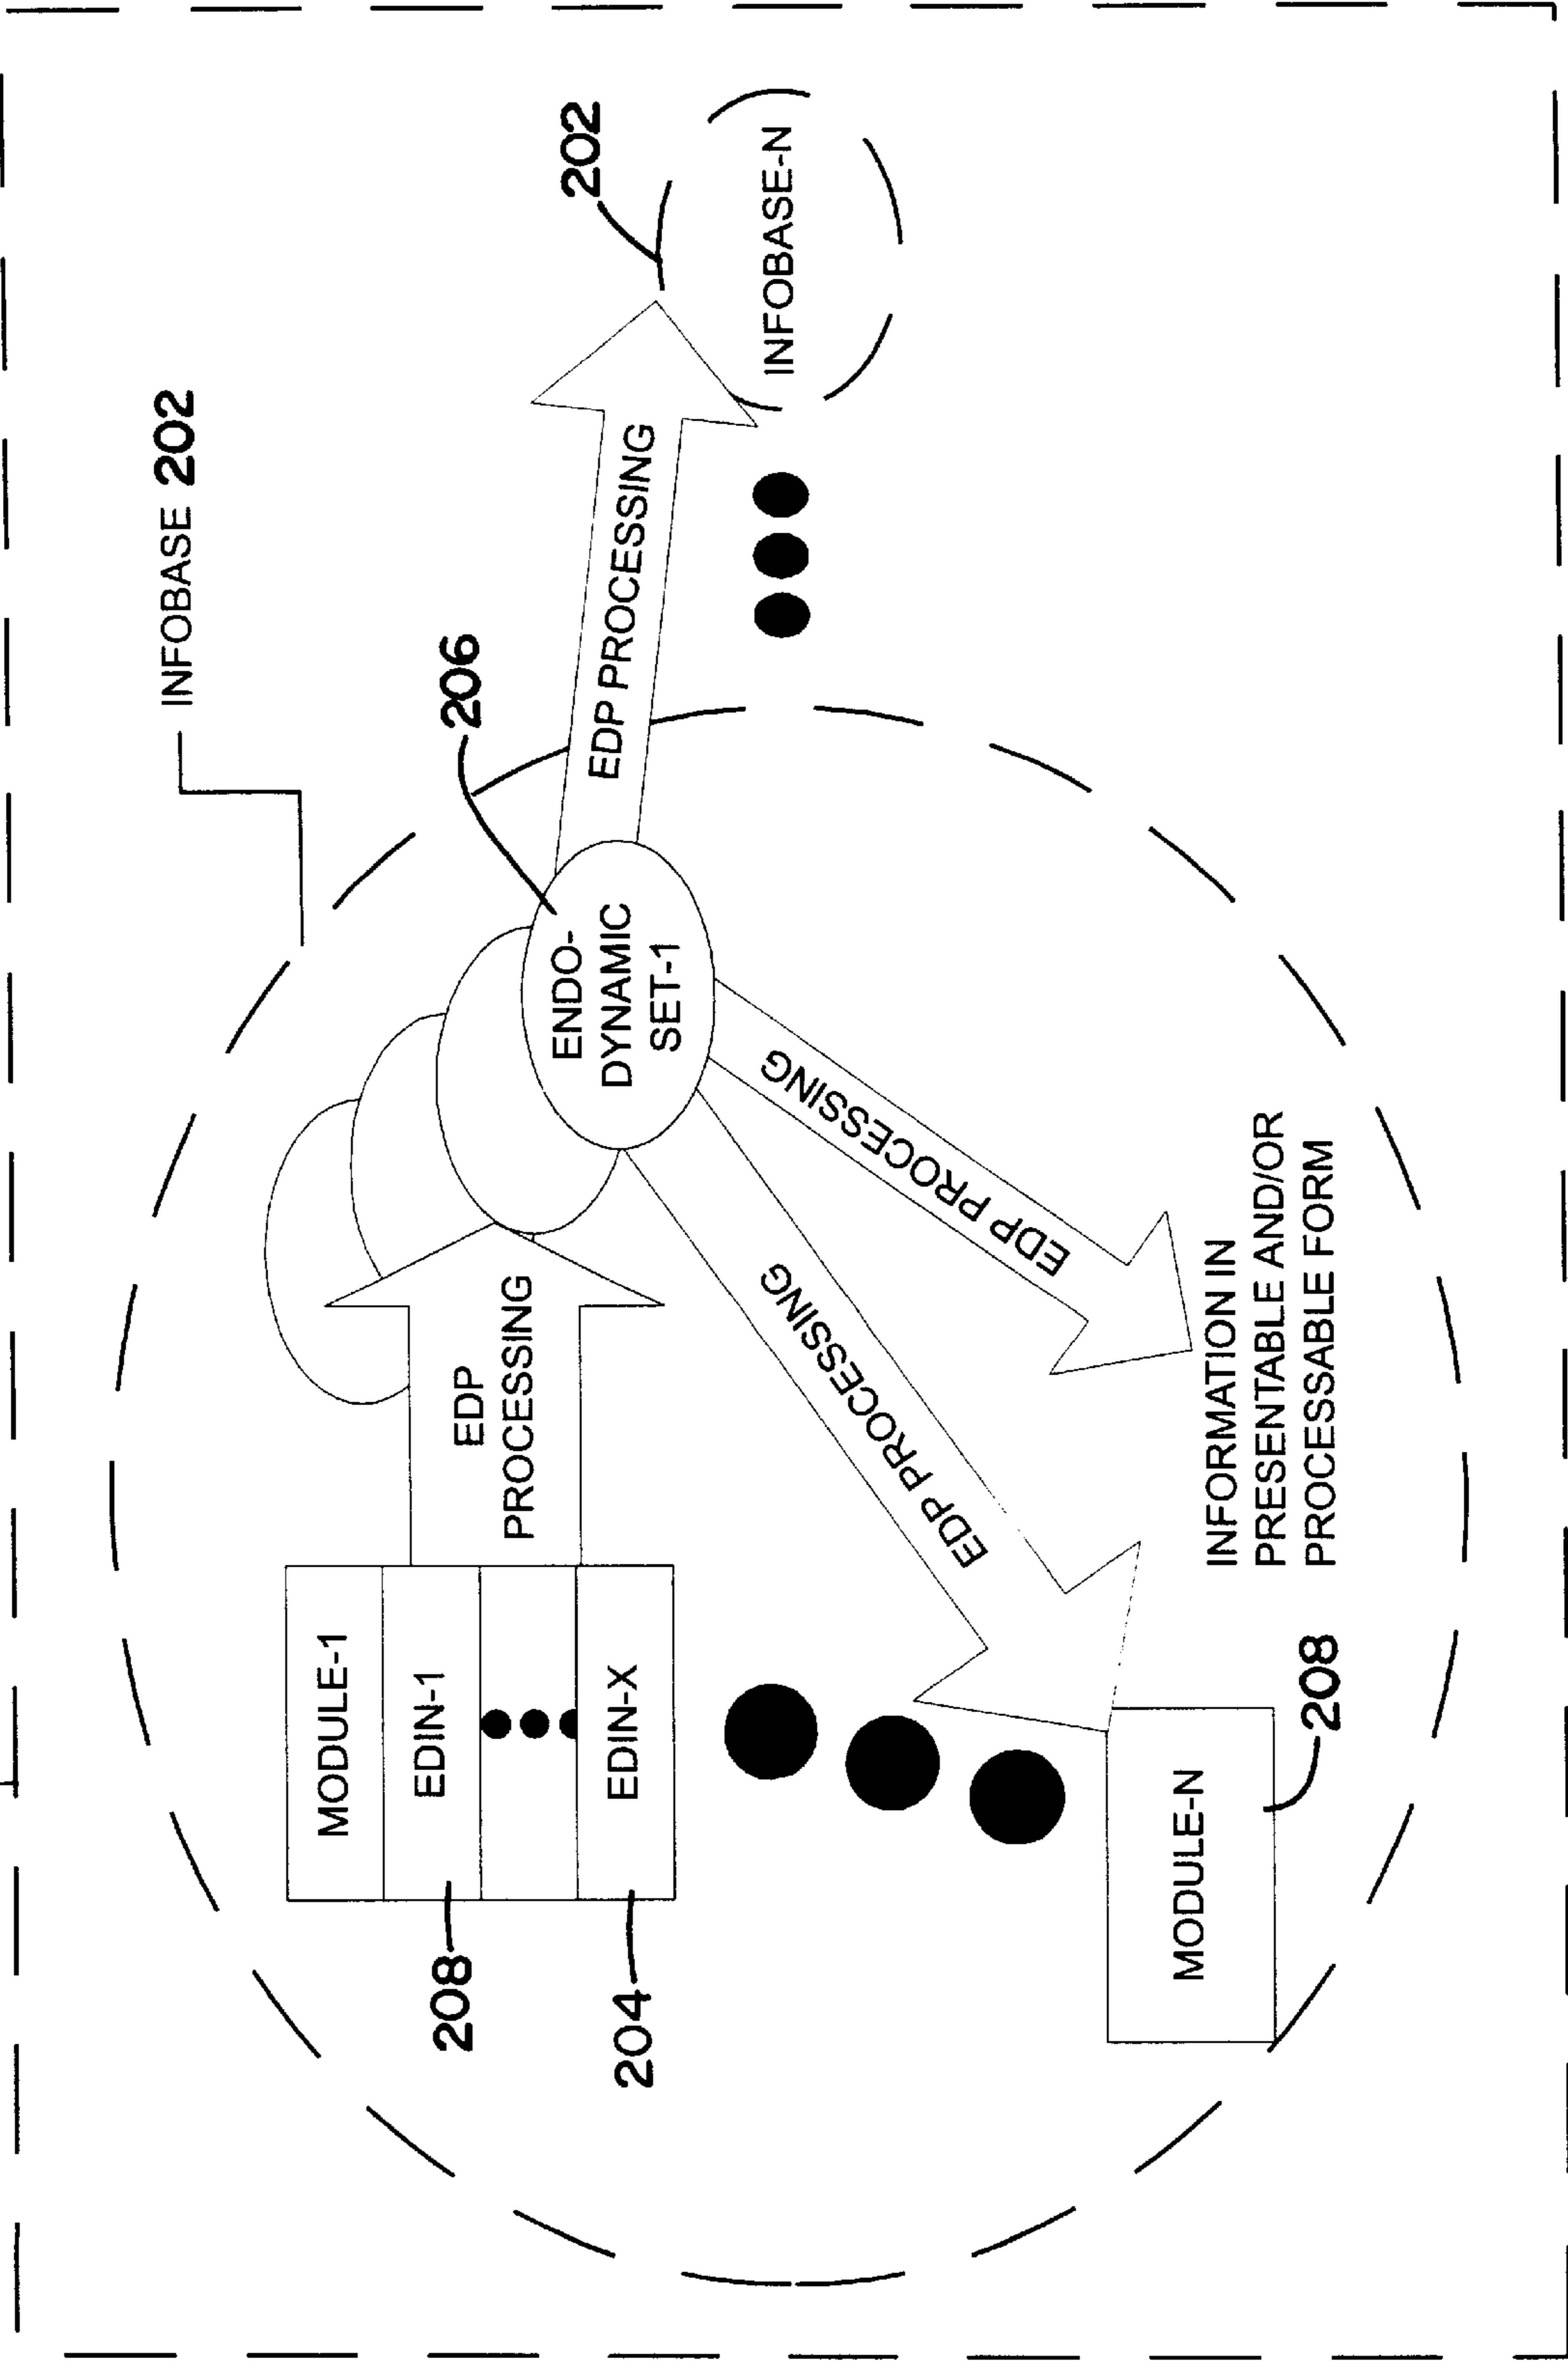 INFOBASE 202
206
202
MODULE-1
EDIN-1
EDIN-X
208
204
EDP
PROCESSING
ENDO-
DYNAMIC
SET-1
EDP PROCESSING
INFOBASE-N
EDP PROCESSING
EDP PROCESSING
MODULE-N
208
INFORMATION IN
PRESENTABLE AND/OR
PROCESSABLE FORM